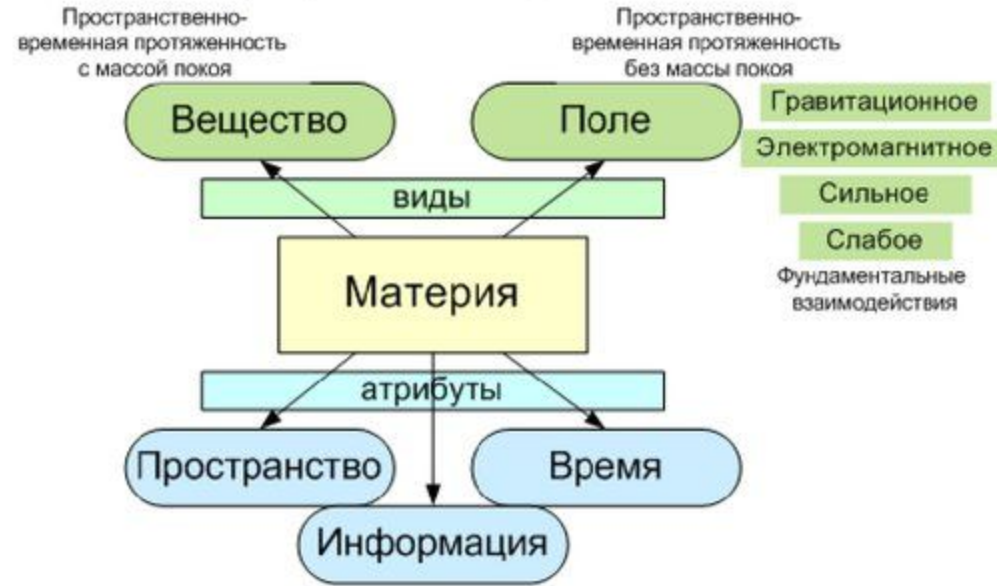 Пространственно-
временная протяженность
с массой покоя
Пространственно-
временная протяженность
без массы покоя
Вещество
Поле
Гравитационное
Электромагнитное
Сильное
Слабое
Фундаментальные
взаимодействия
виды
Материя
атрибуты
Пространство
Время
Информация